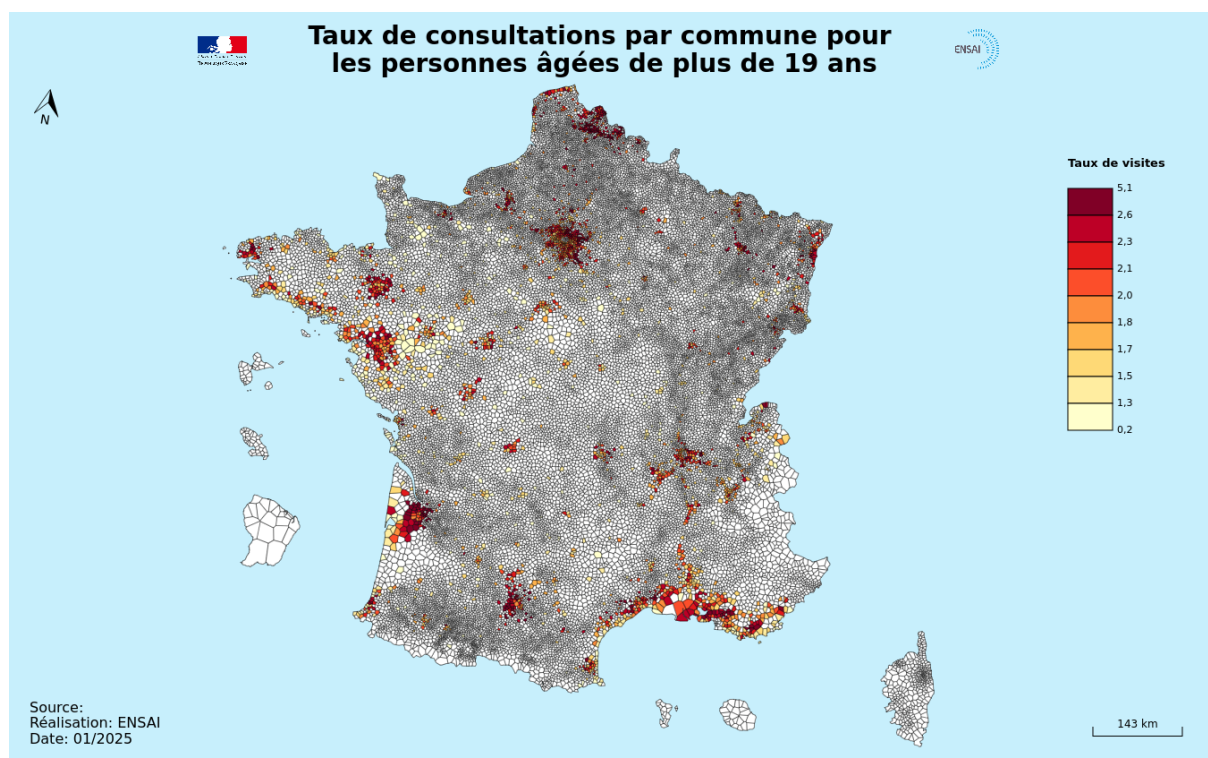 Taux de consultations par commune pour
les personnes âgées de plus de 19 ans
ENSAI
N
Taux de visites
5,1
2,6
2,3
2,1
2,0
1,8
1,7
1,5
1,3
0,2
Source:
Réalisation: ENSAI
Date: 01/2025
143 km